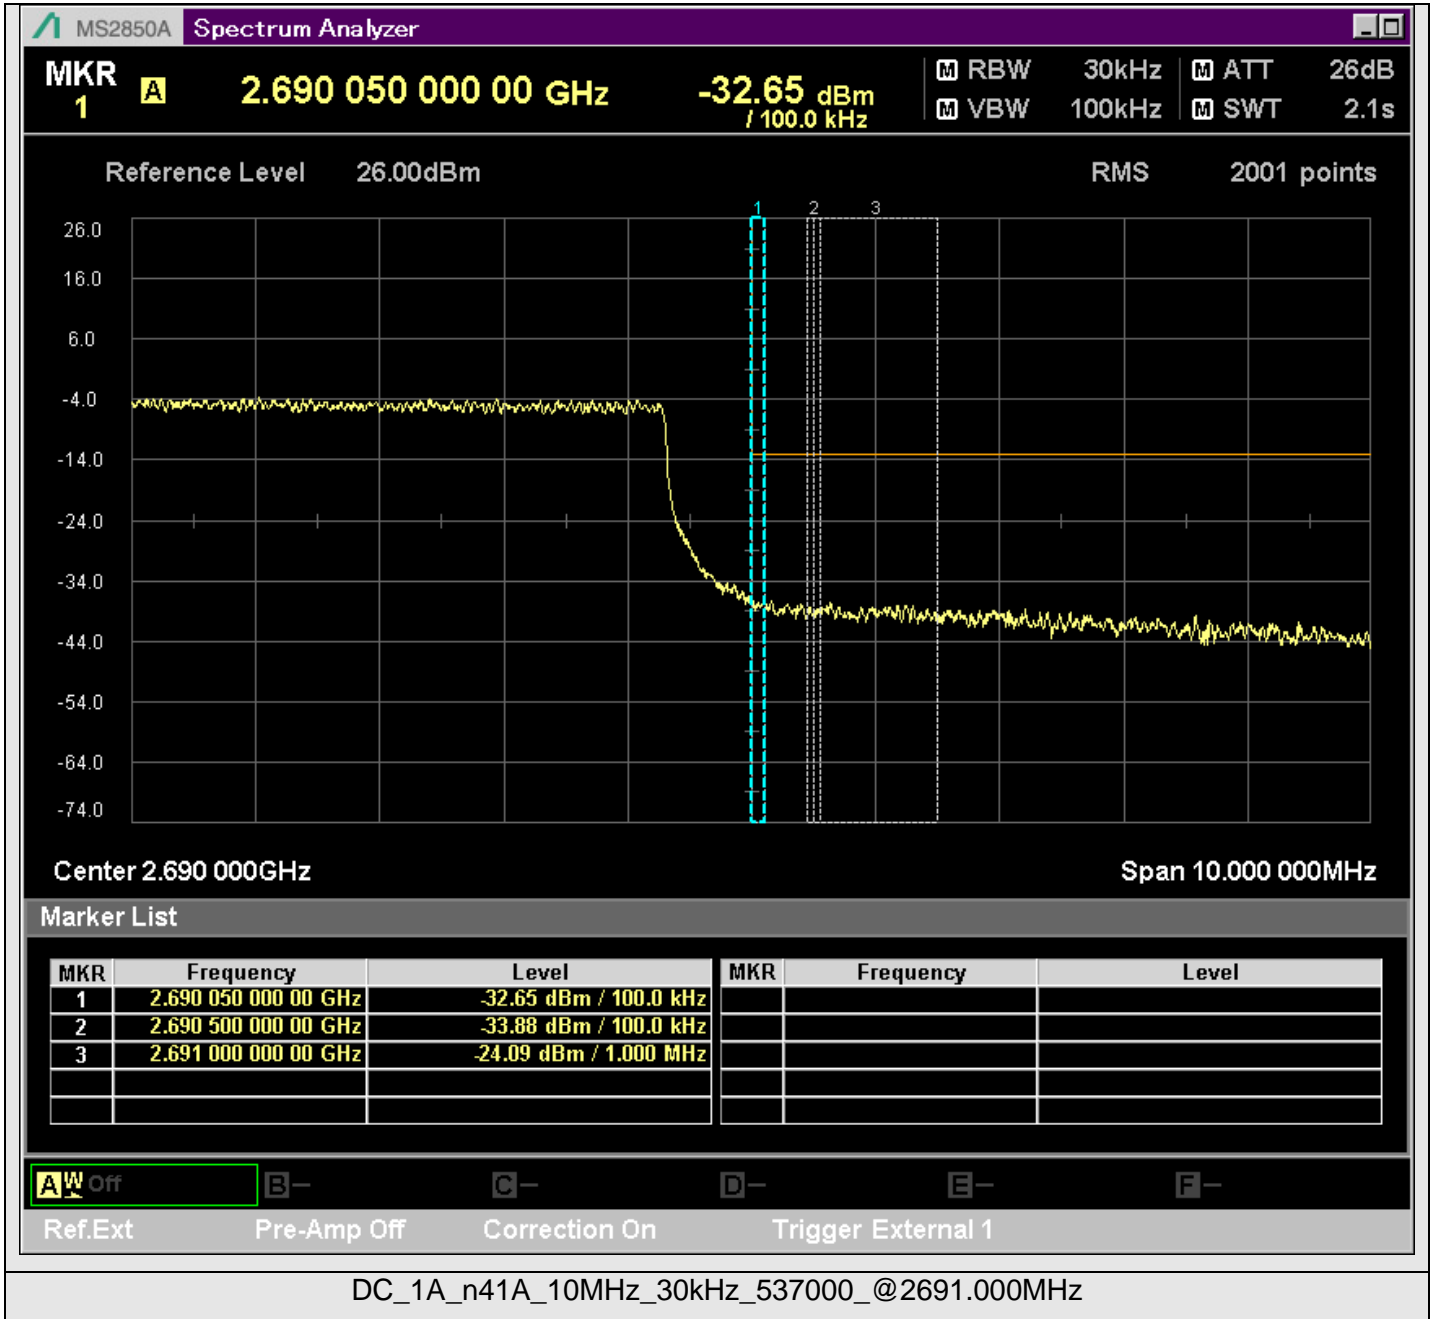 MS2850A Spectrum Analyzer
MKR 1 A 2.690 050 000 00 GHz -32.65 dBm / 100.0 kHz
M RBW 30kHz M ATT 26dB
M VBW 100kHz M SWT 2.1s
Reference Level 26.00dBm RMS 2001 points
1 2 3
26.0
16.0
6.0
-4.0
-14.0
-24.0
-34.0
-44.0
-54.0
-64.0
-74.0
Center 2.690 000GHz Span 10.000 000MHz
Marker List
MKR Frequency Level MKR Frequency Level
1 2.690 050 000 00 GHz -32.65 dBm / 100.0 kHz
2 2.690 500 000 00 GHz -33.88 dBm / 100.0 kHz
3 2.691 000 000 00 GHz -24.09 dBm / 1.000 MHz
A W Off B - C - D - E - F -
Ref.Ext Pre-Amp Off Correction On Trigger External 1
DC_1A_n41A_10MHz_30kHz_537000_@2691.000MHz